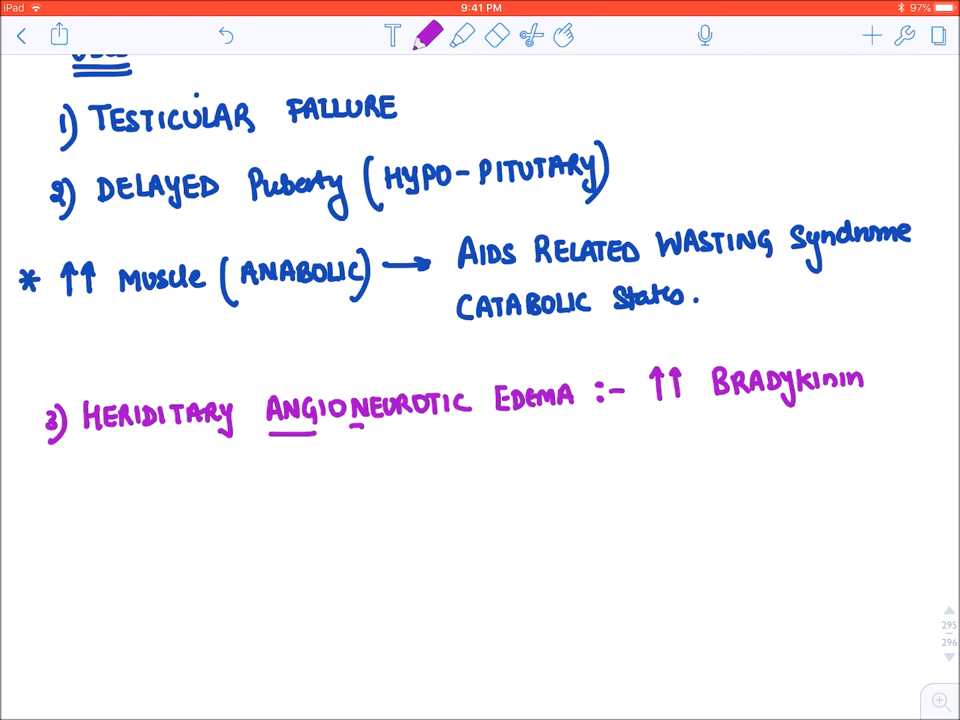 iPad 9:41 PM 97%
T
1) TESTICULAR FAILURE
2) DELAYED Puberty (HYPO-PITUTARY)
* ↑↑ Muscle (ANABOLIC) → AIDS RELATED WASTING Syndrome
CATABOLIC States.
3) HERIDITARY ANGIONEUROTIC EDEMA :- ↑↑ BRADYKININ
295
296